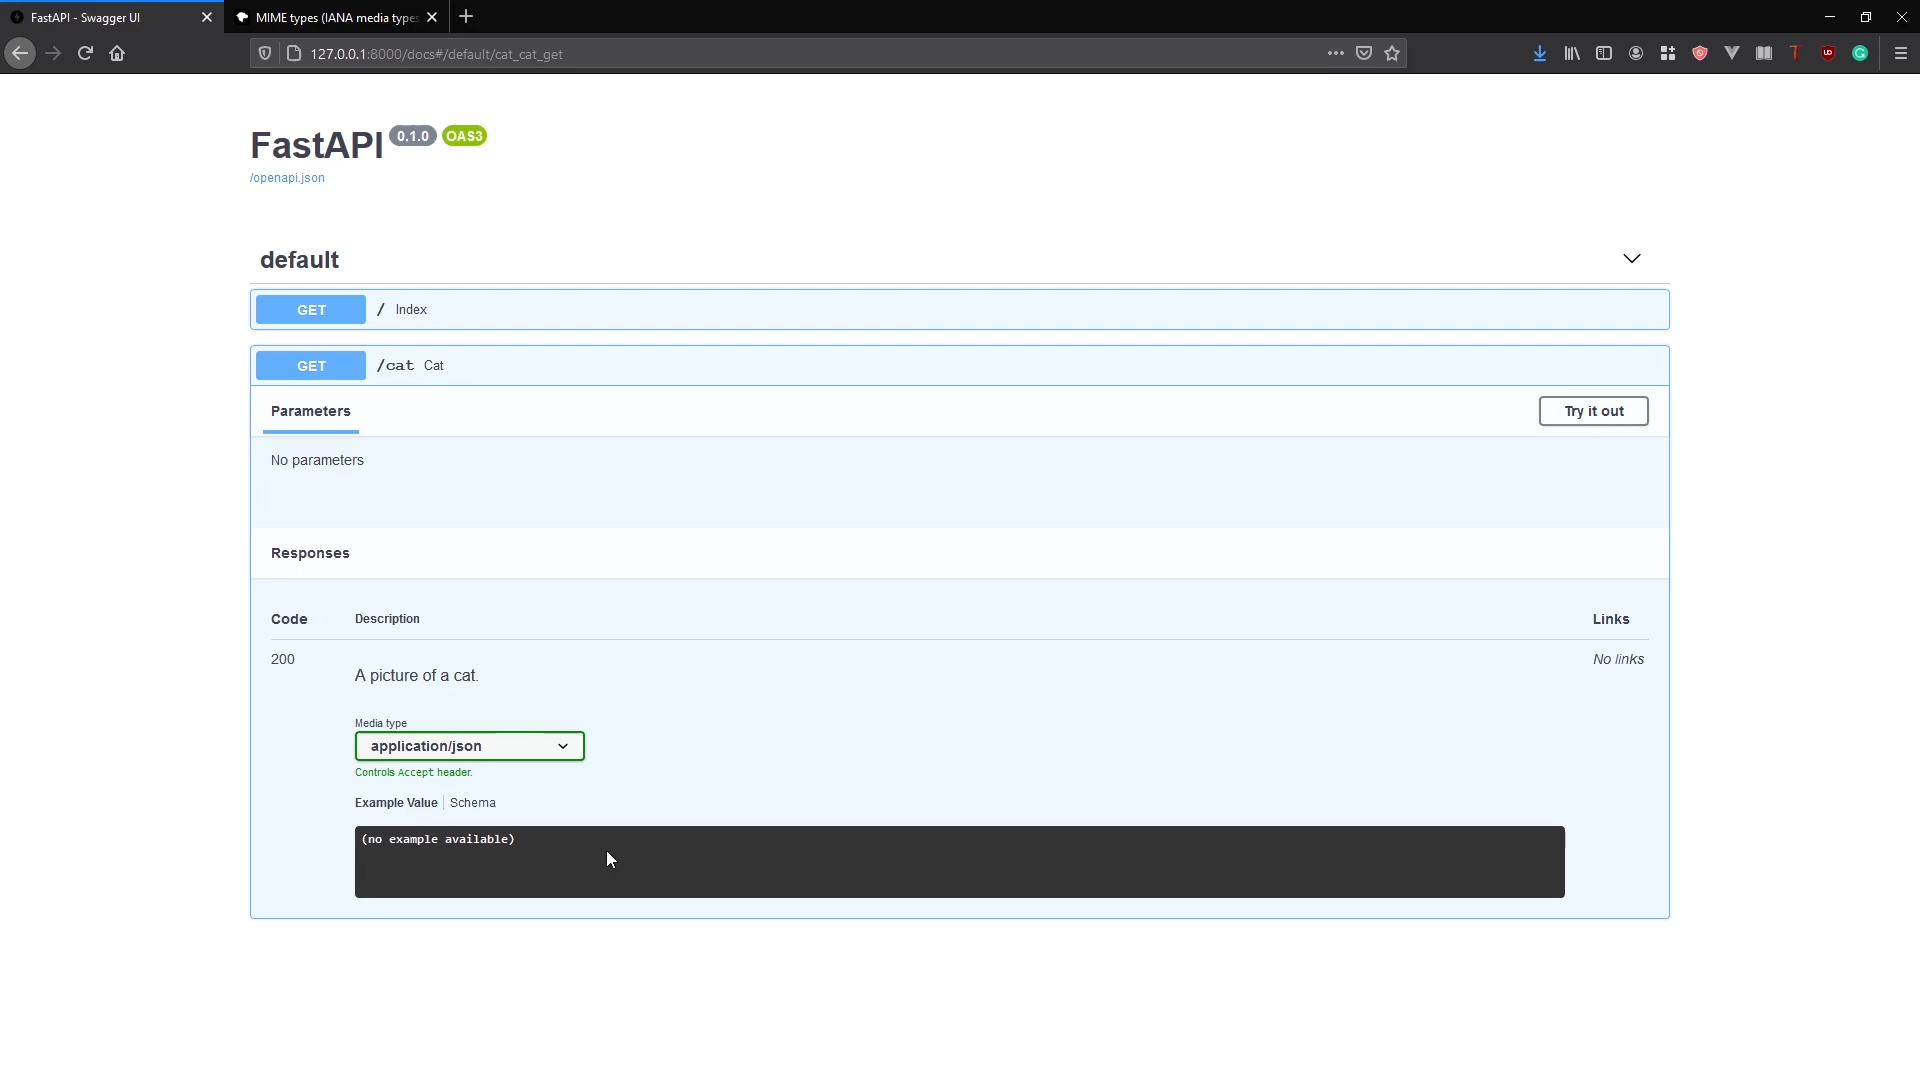 FastAPI - Swagger UI
MIME types (IANA media types
127.0.0.1:8000/docs#/default/cat_cat_get
FastAPI 0.1.0 OAS3
/openapi.json
default
GET / Index
GET /cat Cat
Parameters
Try it out
No parameters
Responses
Code Description Links
200 A picture of a cat. No links
Media type
application/json
Controls Accept header.
Example Value Schema
(no example available)